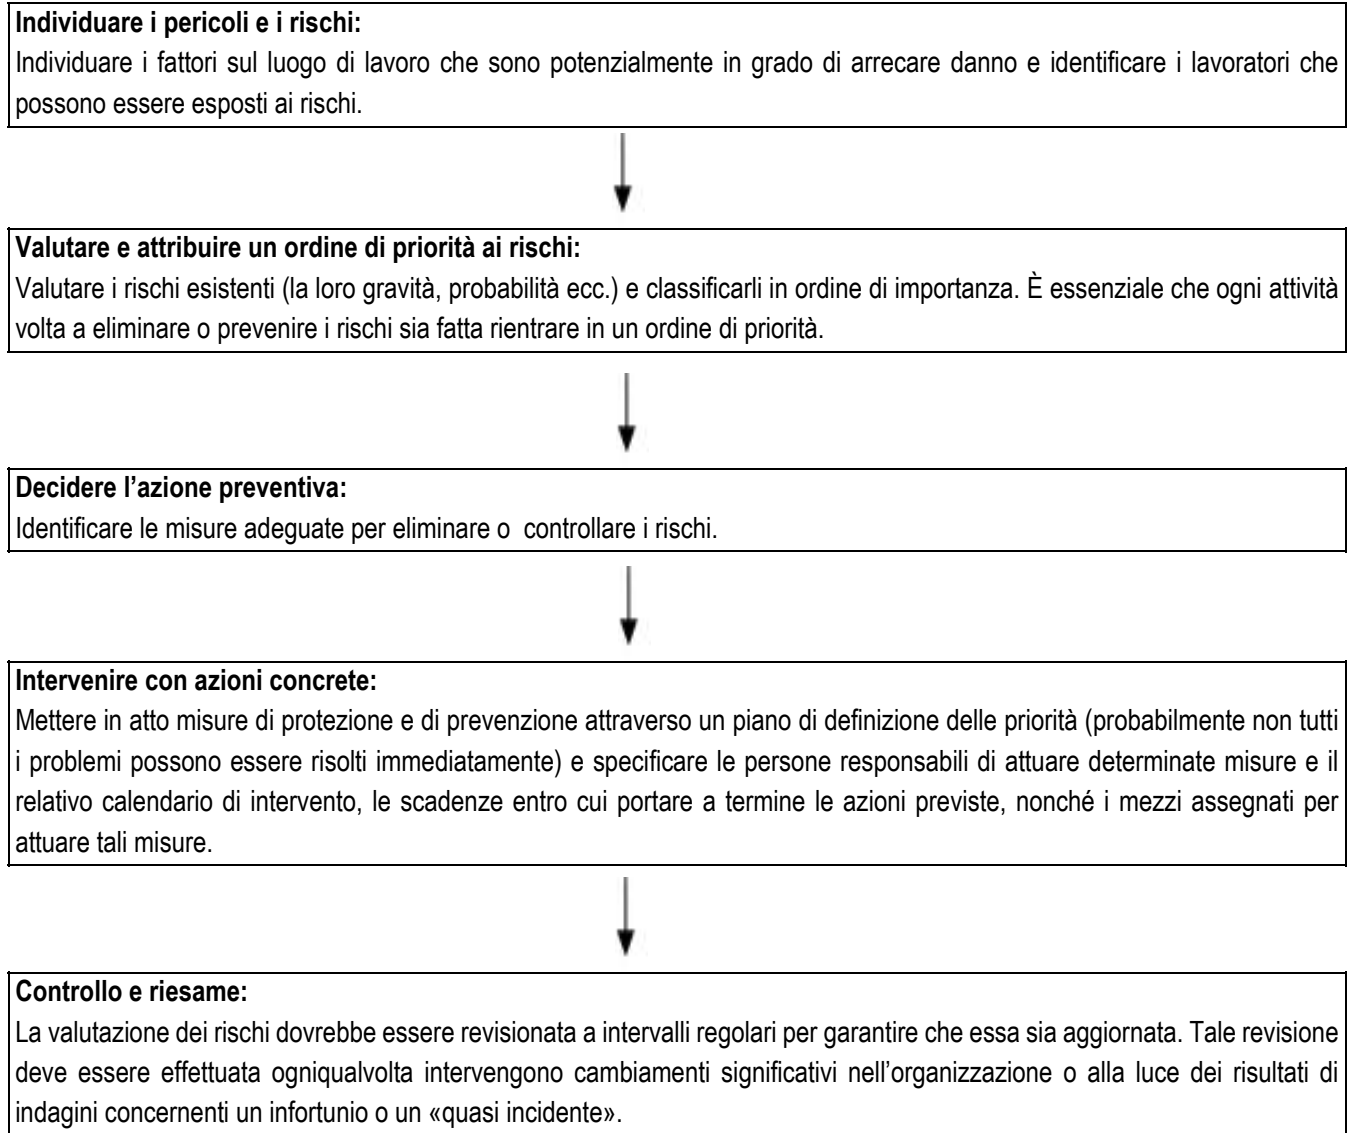 Individuare i pericoli e i rischi:
Individuare i fattori sul luogo di lavoro che sono potenzialmente in grado di arrecare danno e identificare i lavoratori che
possono essere esposti ai rischi.
Valutare e attribuire un ordine di priorità ai rischi:
Valutare i rischi esistenti (la loro gravità, probabilità ecc.) e classificarli in ordine di importanza. È essenziale che ogni attività
volta a eliminare o prevenire i rischi sia fatta rientrare in un ordine di priorità.
Decidere l’azione preventiva:
Identificare le misure adeguate per eliminare o controllare i rischi.
Intervenire con azioni concrete:
Mettere in atto misure di protezione e di prevenzione attraverso un piano di definizione delle priorità (probabilmente non tutti
i problemi possono essere risolti immediatamente) e specificare le persone responsabili di attuare determinate misure e il
relativo calendario di intervento, le scadenze entro cui portare a termine le azioni previste, nonché i mezzi assegnati per
attuare tali misure.
Controllo e riesame:
La valutazione dei rischi dovrebbe essere revisionata a intervalli regolari per garantire che essa sia aggiornata. Tale revisione
deve essere effettuata ogniqualvolta intervengono cambiamenti significativi nell’organizzazione o alla luce dei risultati di
indagini concernenti un infortunio o un «quasi incidente».